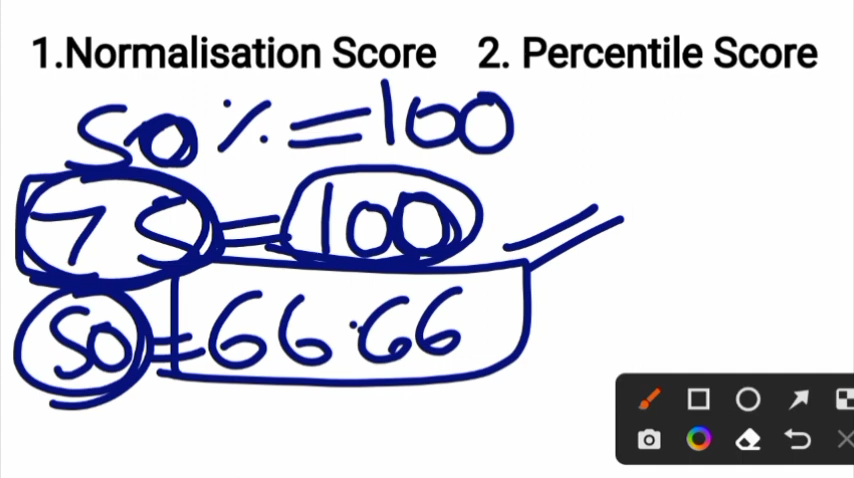 1.Normalisation Score 2. Percentile Score
50 % = 100
75 = 100 =
50 = 66.66